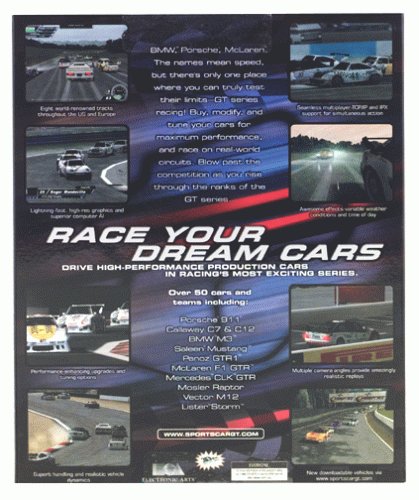 BMW,™ Porsche, McLaren.™
The names mean speed,
but there's only one place
where you can truly test
their limits- GT series
racing! Buy, modify, and
tune your cars for
maximum performance,
and race on real-world
circuits. Blow past the
competition as you rise
through the ranks of the
GT series.
Eight world-renowned tracks
throughout the US and Europe
Seamless multiplayer TCP/IP and IPX
support for simultaneous action
Lightning-fast, high-res graphics and
superior computer AI
Awesome effects-variable weather
conditions and time of day
RACE YOUR
DREAM CARS
DRIVE HIGH-PERFORMANCE PRODUCTION CARS
IN RACING'S MOST EXCITING SERIES.
Over 50 cars and
teams including:
Porsche 911
Callaway C7 & C12
BMW M3™
Saleen Mustang
Panoz GTR1
McLaren F1 GTR
Mercedes CLK GTR
Mosler Raptor
Vector M12
Lister Storm™
Performance-enhancing upgrades and
tuning options
Multiple camera angles provide amazingly
realistic replays
WWW.SPORTSCARGT.COM
Superb handling and realistic vehicle
dynamics
ELECTRONIC ARTS
New downloadable vehicles via
www.sportscargt.com